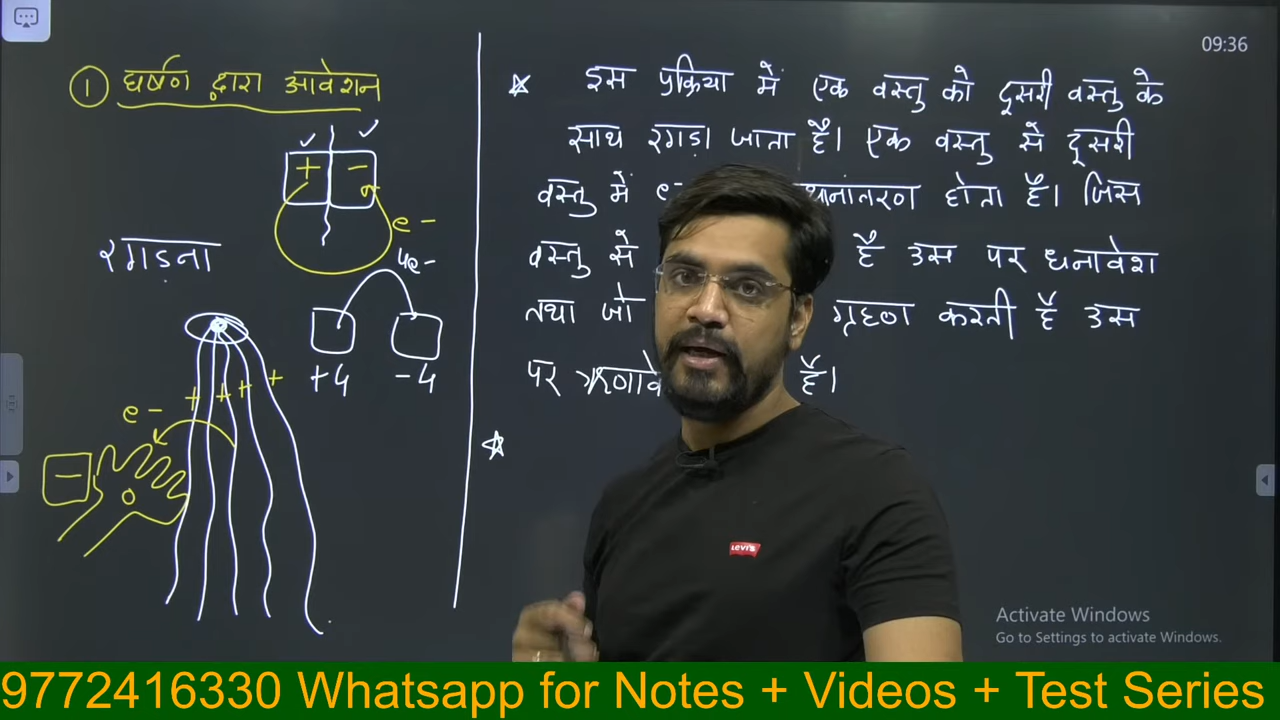 09:36
① घर्षण द्वारा आवेशन
+ -
e -
रगड़ना
4e-
+4 -4
+ + + +
e -
-
इस प्रक्रिया में एक वस्तु को दूसरी वस्तु के
साथ रगड़ा जाता है। एक वस्तु से दूसरी
वस्तु में e- होता है। जिस
वस्तु से है उस पर धनावेश
तथा जो ग्रहण करती है उस
पर है।
LEVI'S
Activate Windows
Go to Settings to activate Windows.
9772416330 Whatsapp for Notes + Videos + Test Series